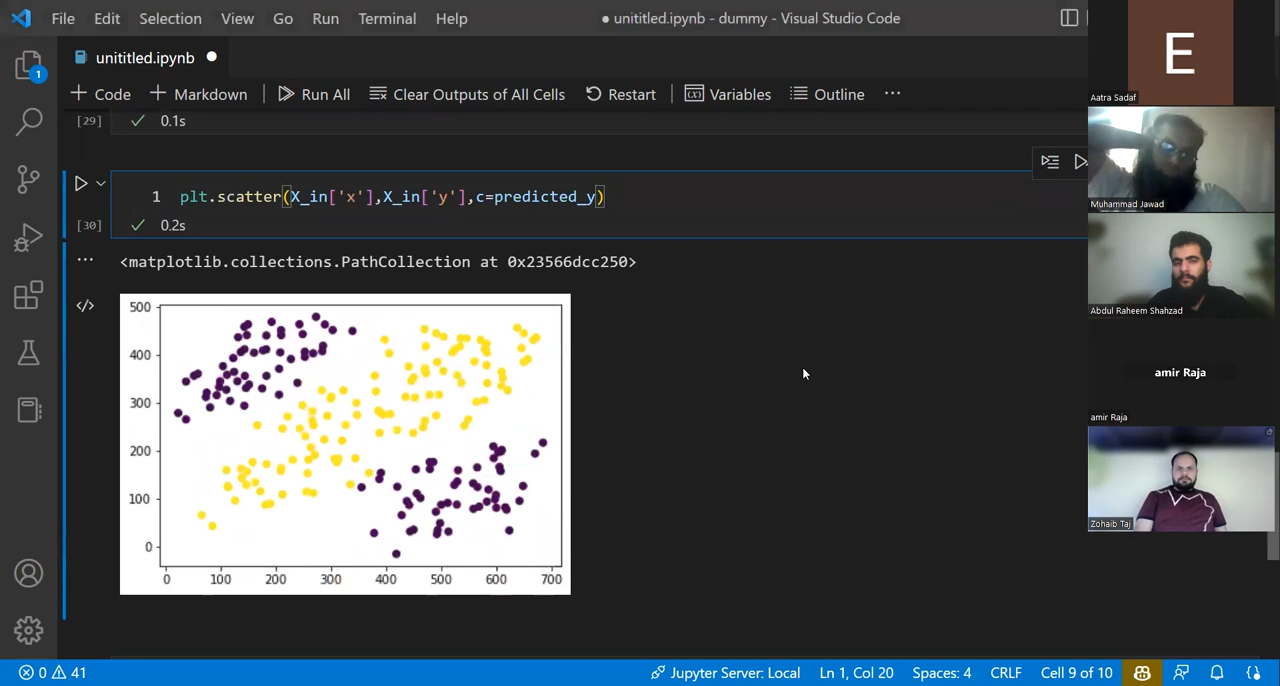 File Edit Selection View Go Run Terminal Help
● unititled.ipynb - dummy - Visual Studio Code
unititled.ipynb
1
Code Markdown Run All Clear Outputs of All Cells Restart Variables Outline ...
[29] 0.1s
1 plt.scatter(X_in['x'],X_in['y'],c=predicted_y)
[30] 0.2s
<matplotlib.collections.PathCollection at 0x23566dcc250>
500
400
300
200
100
0
0 100 200 300 400 500 600 700
E
Aatra Sadaf
Muhammad Jawad
Abdul Raheem Shahzad
amir Raja
amir Raja
Zohaib Taj
0 41 Jupyter Server: Local Ln 1, Col 20 Spaces: 4 CRLF Cell 9 of 10